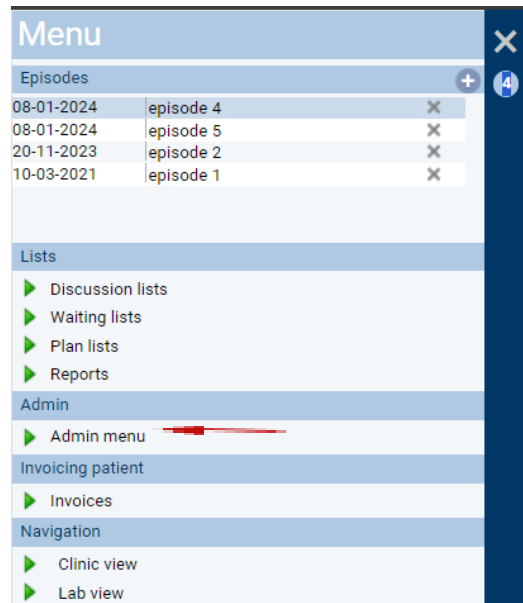 Menu
Episodes
4
08-01-2024 episode 4
08-01-2024 episode 5
20-11-2023 episode 2
10-03-2021 episode 1
Lists
Discussion lists
Waiting lists
Plan lists
Reports
Admin
Admin menu
Invoicing patient
Invoices
Navigation
Clinic view
Lab view